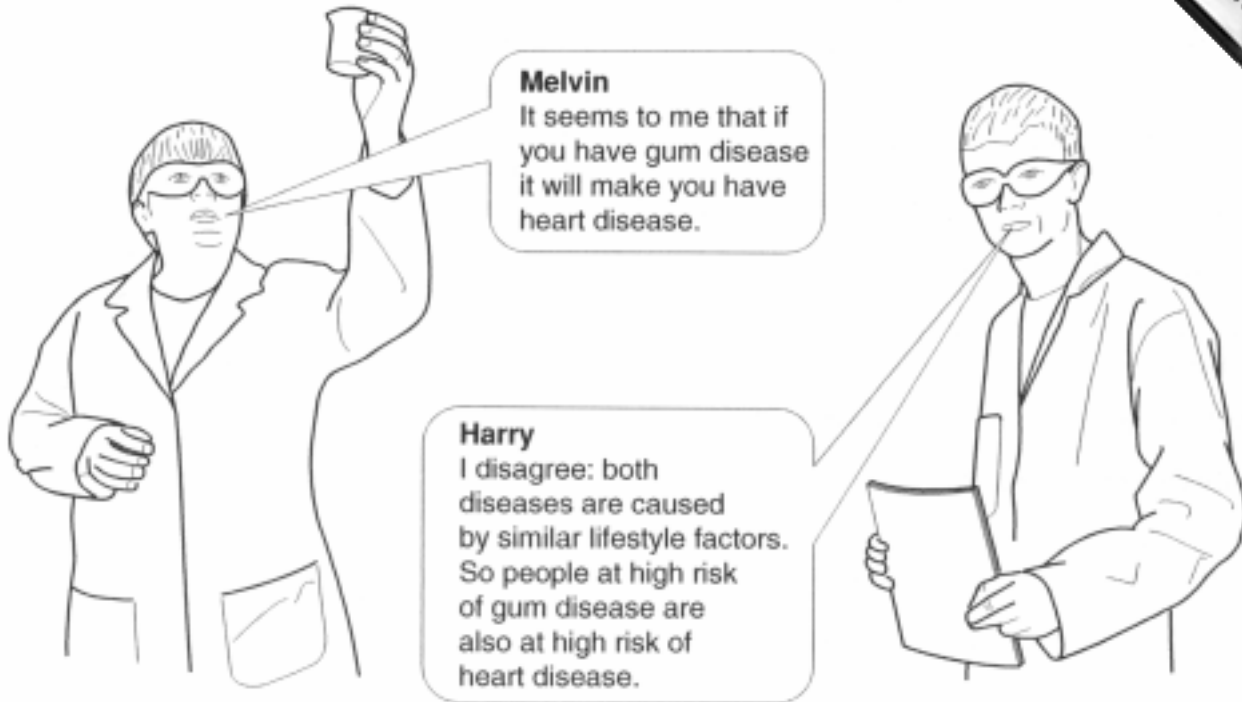 Melvin
It seems to me that if
you have gum disease
it will make you have
heart disease.
Harry
I disagree: both
diseases are caused
by similar lifestyle factors.
So people at high risk
of gum disease are
also at high risk of
heart disease.